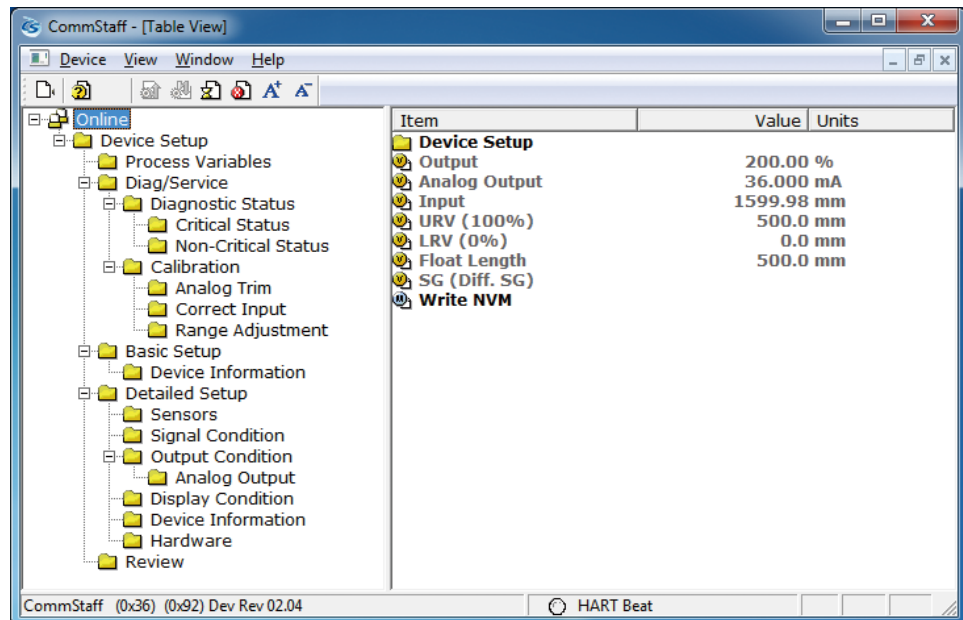 CommStaff - [Table View]
Device View Window Help
Online
Device Setup
Process Variables
Diag/Service
Diagnostic Status
Critical Status
Non-Critical Status
Calibration
Analog Trim
Correct Input
Range Adjustment
Basic Setup
Device Information
Detailed Setup
Sensors
Signal Condition
Output Condition
Analog Output
Display Condition
Device Information
Hardware
Review
Item Value Units
Device Setup
Output 200.00 %
Analog Output 36.000 mA
Input 1599.98 mm
URV (100%) 500.0 mm
LRV (0%) 0.0 mm
Float Length 500.0 mm
SG (Diff. SG)
Write NVM
CommStaff (0x36) (0x92) Dev Rev 02.04 HART Beat